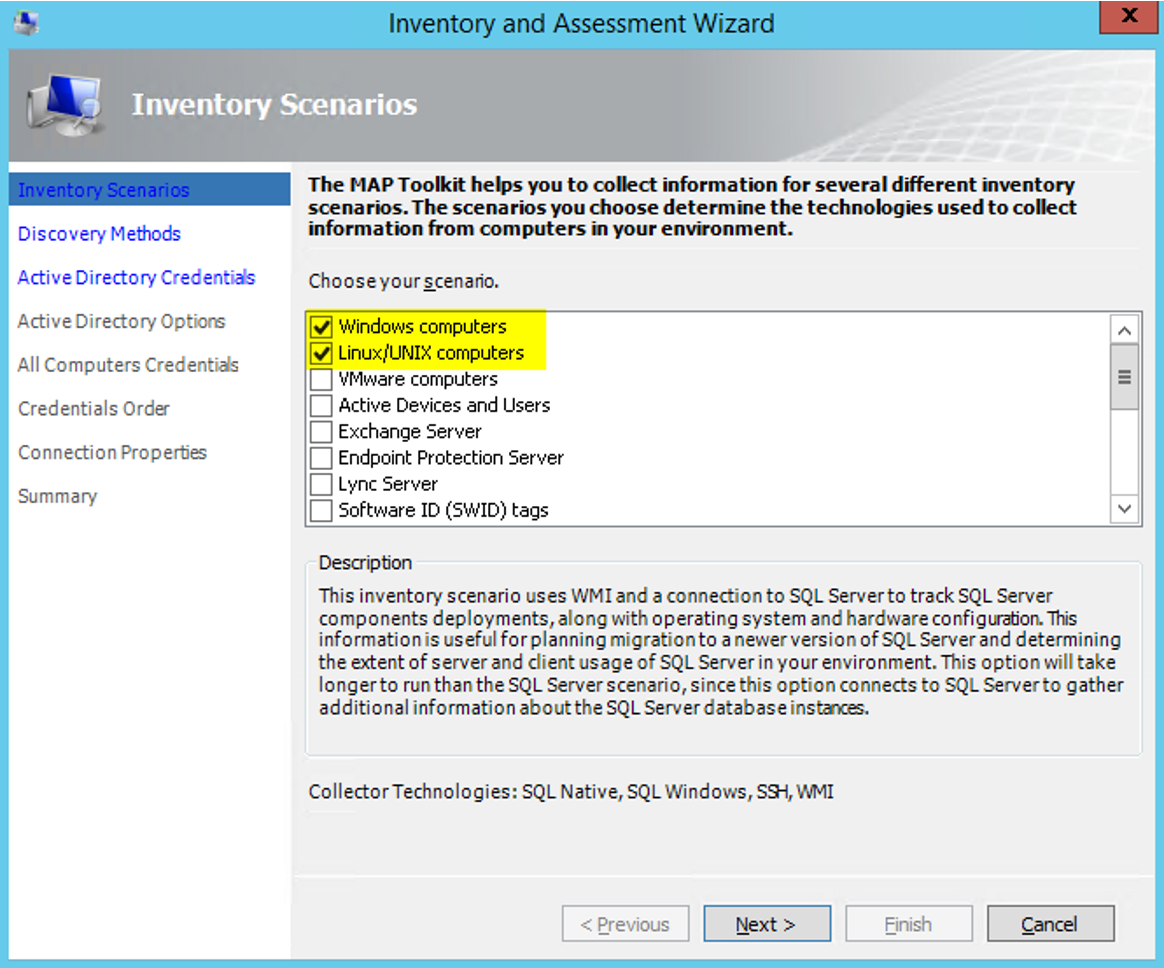 Inventory and Assessment Wizard
X
Inventory Scenarios
Inventory Scenarios
Discovery Methods
Active Directory Credentials
Active Directory Options
All Computers Credentials
Credentials Order
Connection Properties
Summary
The MAP Toolkit helps you to collect information for several different inventory
scenarios. The scenarios you choose determine the technologies used to collect
information from computers in your environment.
Choose your scenario.
Windows computers
Linux/UNIX computers
VMware computers
Active Devices and Users
Exchange Server
Endpoint Protection Server
Lync Server
Software ID (SWID) tags
Description
This inventory scenario uses WMI and a connection to SQL Server to track SQL Server
components deployments, along with operating system and hardware configuration. This
information is useful for planning migration to a newer version of SQL Server and determining
the extent of server and client usage of SQL Server in your environment. This option will take
longer to run than the SQL Server scenario, since this option connects to SQL Server to gather
additional information about the SQL Server database instances.
Collector Technologies: SQL Native, SQL Windows, SSH, WMI
< Previous
Next >
Finish
Cancel